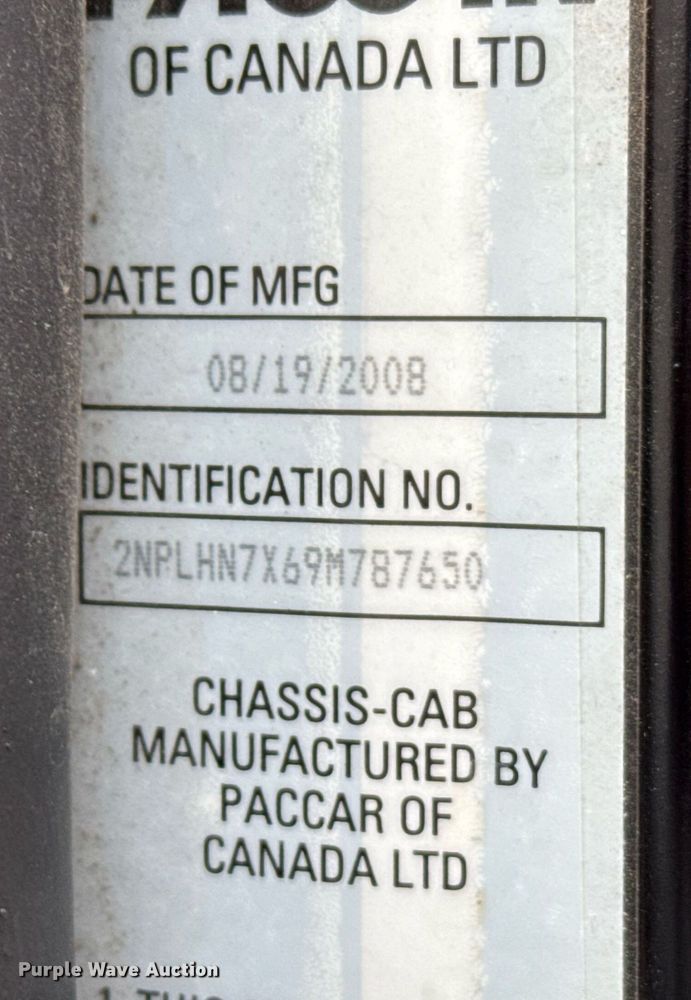 OF CANADA LTD
DATE OF MFG
08/19/2008
IDENTIFICATION NO.
2NPLHN7X69M787650
CHASSIS-CAB
MANUFACTURED BY
PACCAR OF
CANADA LTD
Purple Wave Auction